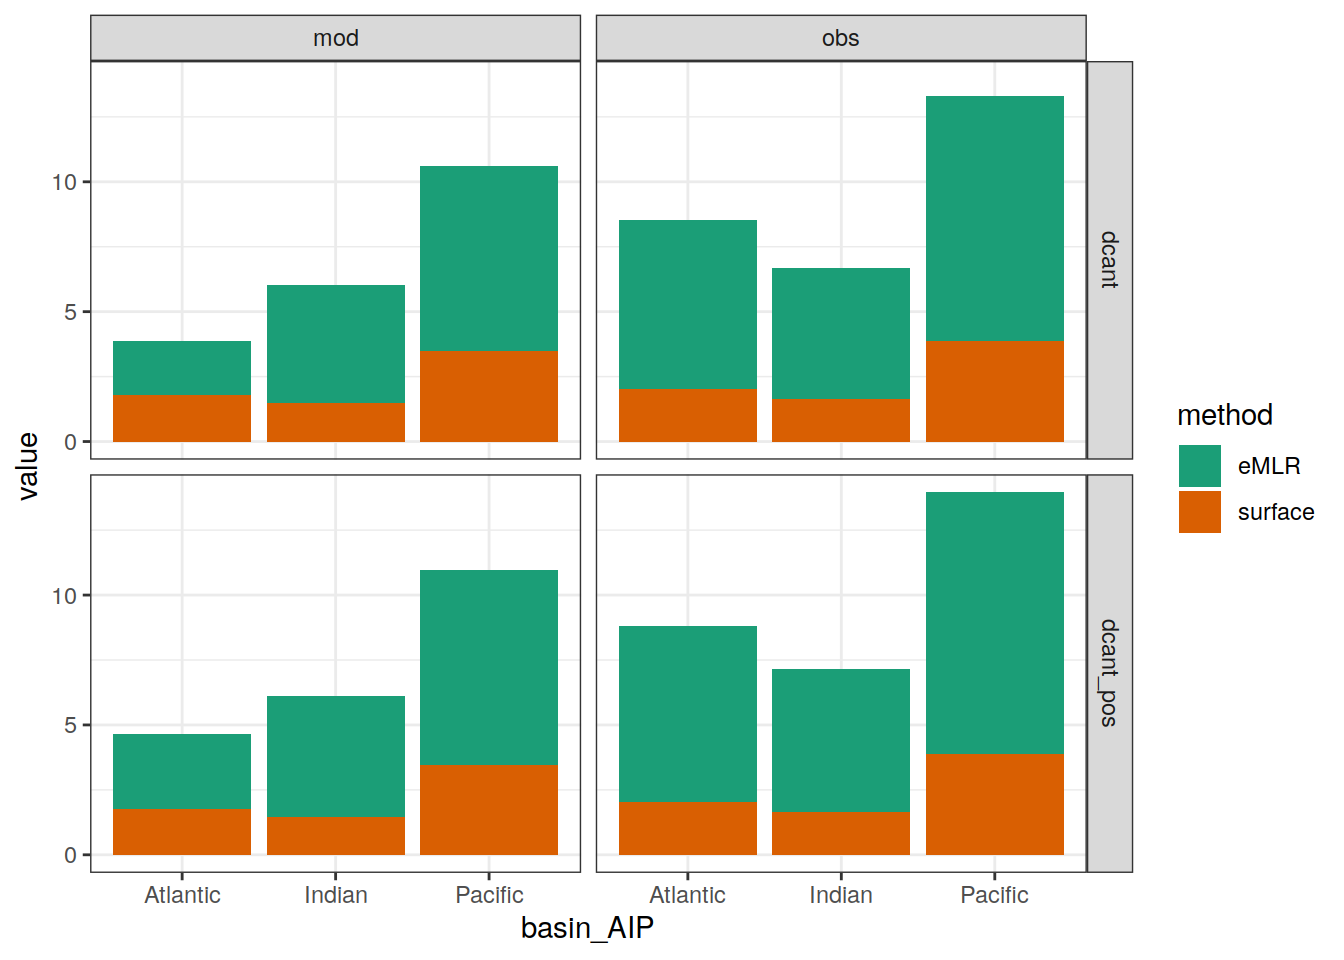 mod
obs
10
5
0
dcant
10
5
0
dcant_pos
value
Atlantic Indian Pacific
Atlantic Indian Pacific
basin_AIP
method
eMLR
surface